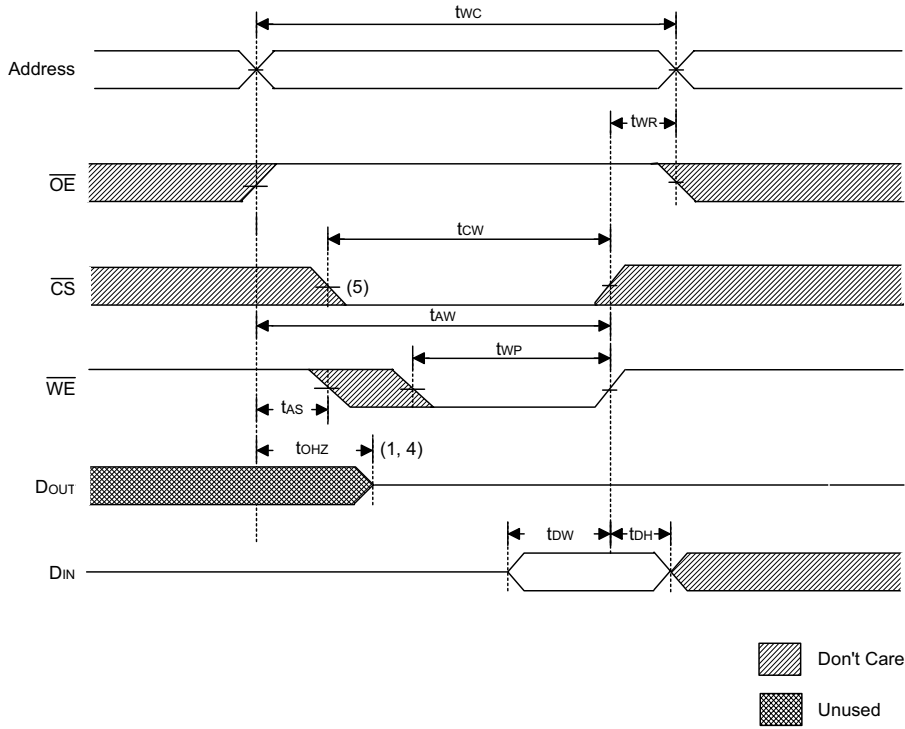 tWC
Address
tWR
OE
tCW
CS
(5)
tAW
tWP
WE
tAS
tOHZ
(1, 4)
DOUT
tDW
tDH
DIN
Don't Care
Unused